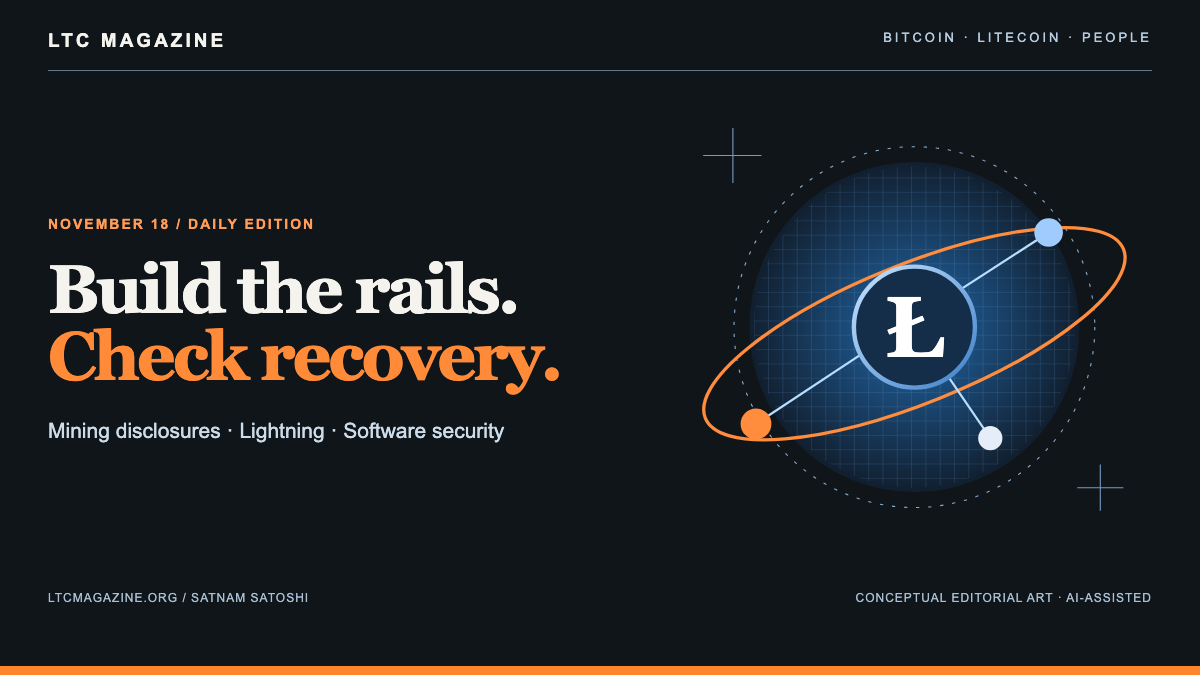 LTC MAGAZINE
BITCOIN · LITECOIN · PEOPLE
NOVEMBER 18 / DAILY EDITION
Build the rails.
Check recovery.
Mining disclosures · Lightning · Software security
Ł
LTCMAGAZINE.ORG / SATNAM SATOSHI
CONCEPTUAL EDITORIAL ART · AI-ASSISTED